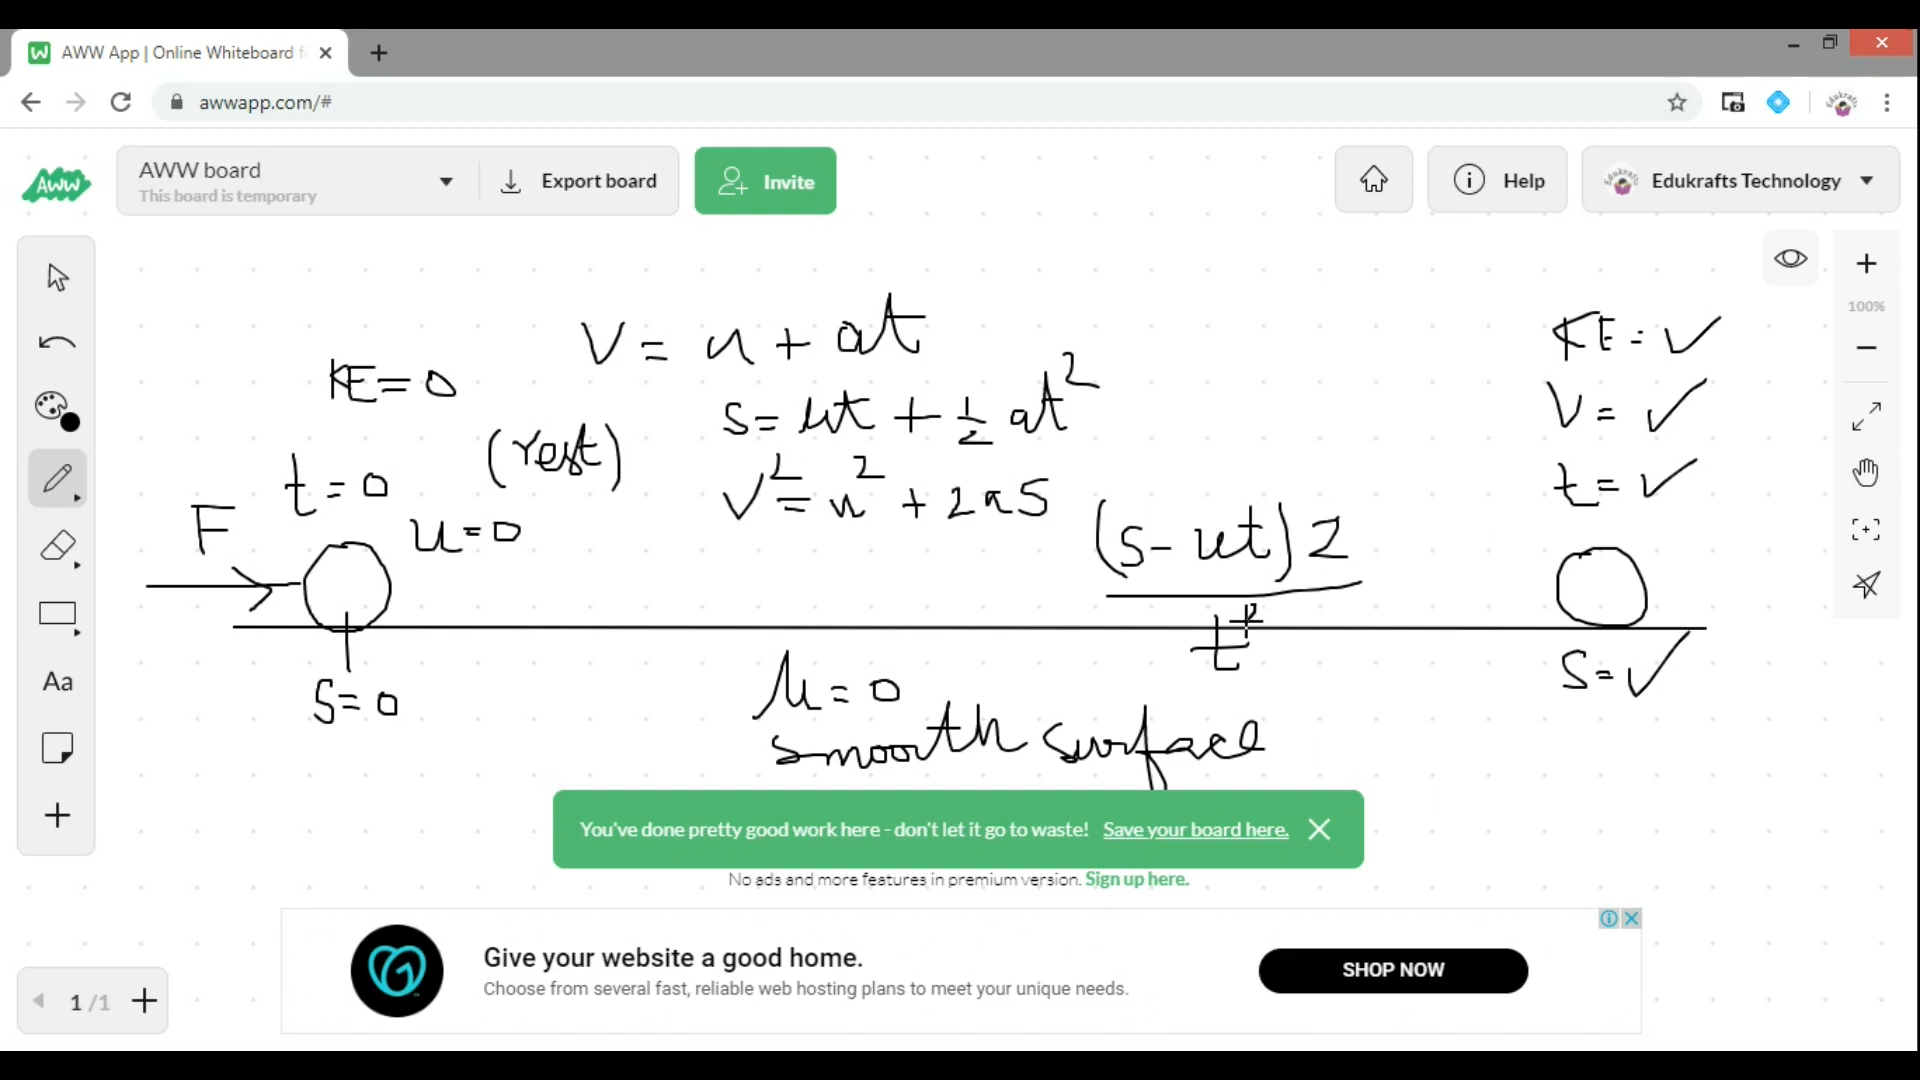 AWW App | Online Whiteboard f
awwapp.com/#
AWW board
This board is temporary
Export board
Invite
Help
Edukrafts Technology
100%
Aa
KE = 0
V = u + at
S = ut + 1/2 at²
(rest)
V² = u² + 2aS
t = 0
u = 0
F
(S - ut) 2
t²
KE = ✓
V = ✓
t = ✓
S = ✓
S = 0
μ = 0
smooth surface
You've done pretty good work here - don't let it go to waste! Save your board here.
No ads and more features in premium version. Sign up here.
Give your website a good home.
Choose from several fast, reliable web hosting plans to meet your unique needs.
SHOP NOW
1 /1